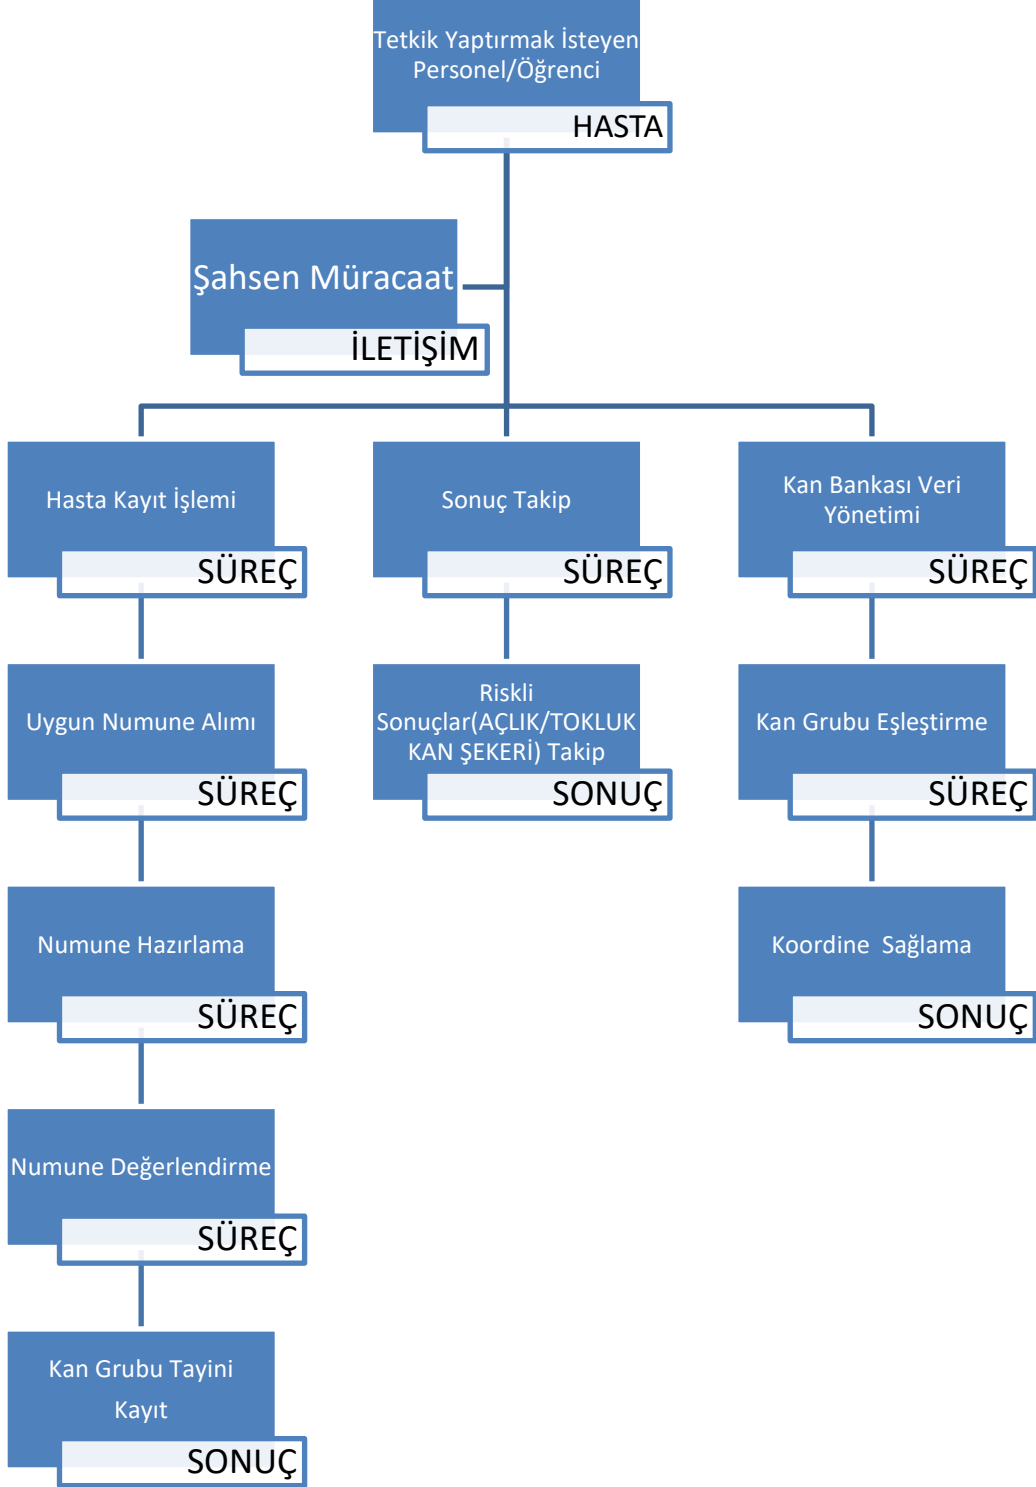 Tetkik Yaptırmak İsteyen
Personel/Öğrenci
HASTA
Şahsen Müracaat
İLETİŞİM
Hasta Kayıt İşlemi
SÜREÇ
Uygun Numune Alımı
SÜREÇ
Numune Hazırlama
SÜREÇ
Numune Değerlendirme
SÜREÇ
Kan Grubu Tayini
Kayıt
SONUÇ
Sonuç Takip
SÜREÇ
Riskli
Sonuçlar(AÇLIK/TOKLUK
KAN ŞEKERİ) Takip
SONUÇ
Kan Bankası Veri
Yönetimi
SÜREÇ
Kan Grubu Eşleştirme
SÜREÇ
Koordine  Sağlama
SONUÇ